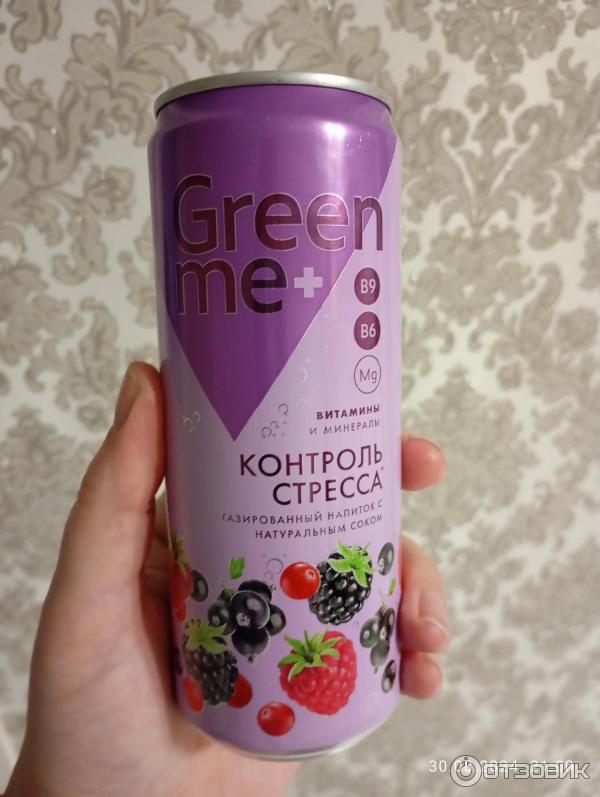 Green
me+
B9
B6
Mg
ВИТАМИНЫ
И МИНЕРАЛЫ
КОНТРОЛЬ
СТРЕССА*
ГАЗИРОВАННЫЙ НАПИТОК С
НАТУРАЛЬНЫМ СОКОМ
ОТЗОВИК